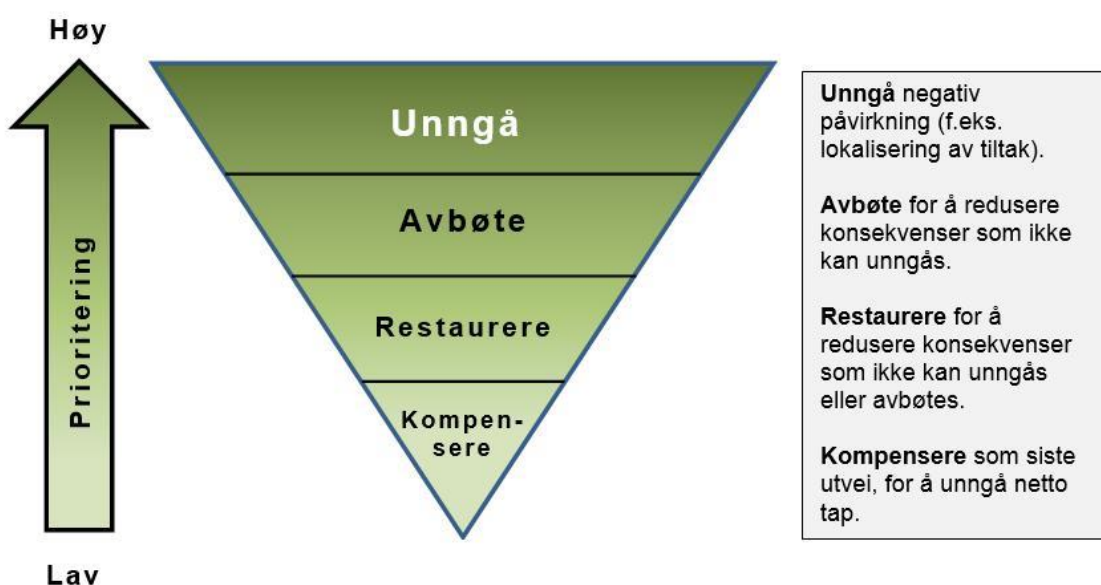 Høy
Prioritering
Lav
Unngå
Avbøte
Restaurere
Kompen-
sere
Unngå negativ
påvirkning (f.eks.
lokalisering av tiltak).
Avbøte for å redusere
konsekvenser som ikke
kan unngås.
Restaurere for å
redusere konsekvenser
som ikke kan unngås
eller avbøtes.
Kompensere som siste
utvei, for å unngå netto
tap.